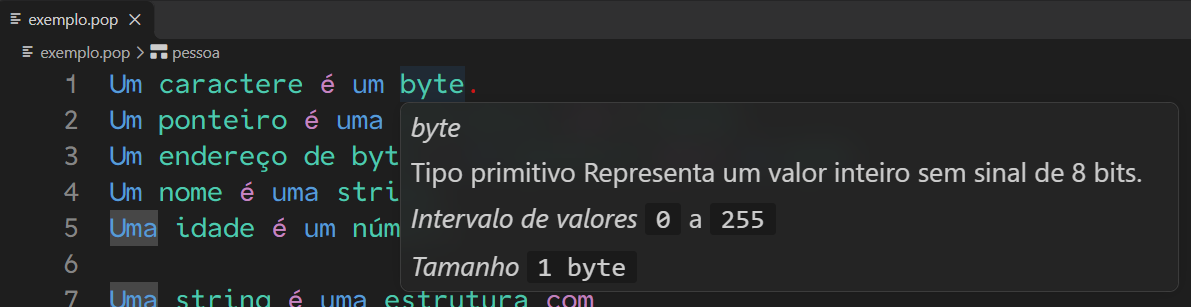 exemplo.pop
exemplo.pop > pessoa
1 Um caractere é um byte.
2 Um ponteiro é uma
3 Um endereço de byt
4 Um nome é uma stri
5 Uma idade é um núm
6
7 Uma string é uma estrutura com
byte
Tipo primitivo Representa um valor inteiro sem sinal de 8 bits.
Intervalo de valores 0 a 255
Tamanho 1 byte